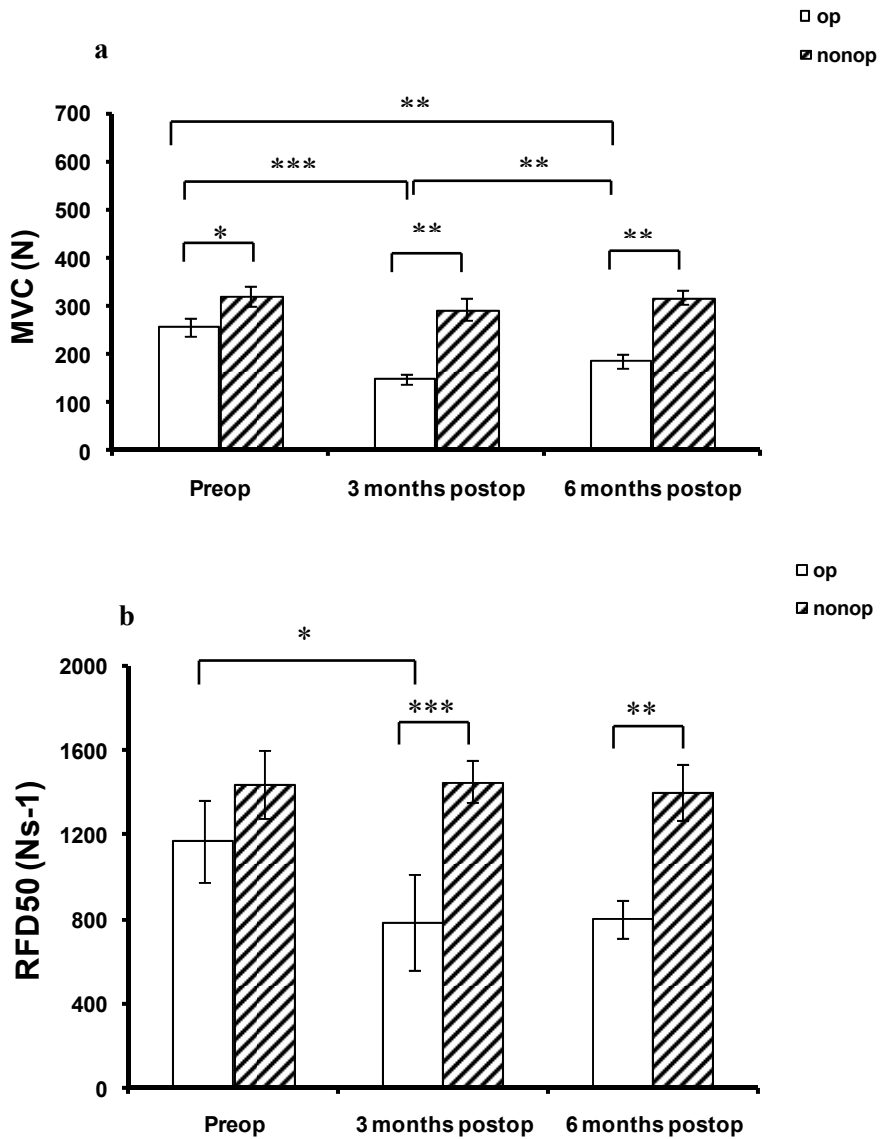 op
nonop
a
**
700
***
**
600
500
*
**
**
400
300
200
100
0
MVC (N)
Preop
3 months postop
6 months postop
op
nonop
b
*
2000
***
**
1600
1200
800
400
0
RFD50 (Ns-1)
Preop
3 months postop
6 months postop